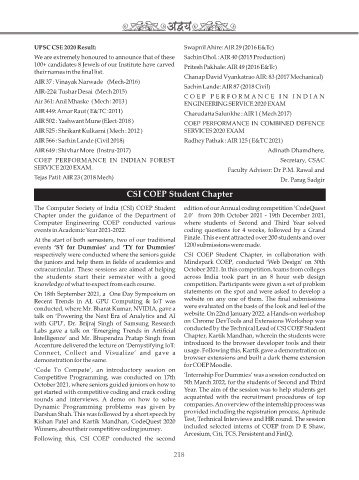 अद्वय
UPSC CSE 2020 Result:
We are extremely honoured to announce that of these
100+ candidates 8 Jewels of our Institute have carved
their names in the final list.
AIR 37 : Vinayak Narwade (Mech-2016)
AIR-224: Tushar Desai (Mech 2015)
Air 361: Anil Mhaske (Mech: 2013)
AIR 449: Amar Raut ( E&TC: 2011)
AIR 502 : Yashwant Mune (Elect: 2018 )
AIR 525 : Shrikant Kulkarni (Mech : 2012 )
AIR 566 : Sachin Lande (Civil 2018)
AIR 649 : Shivhar More (Instru-2017)
COEP PERFORMANCE IN INDIAN FOREST
SERVICE 2020 EXAM
Tejas Patil: AIR 23 ( 2018 Mech)
Swapnil Ahire: AIR 29 (2016 E&Tc)
Sachin Ohol. : AIR 40 (2015 Production)
Pritesh Pakhale: AIR 49 (2016 E&Tc)
Chanap David Vyankatrao AIR: 83 (2017 Mechanical)
Sachin Lande: AIR 87 (2018 Civil)
COEP PERFORMANCE IN INDIAN
ENGINEERING SERVICE 2020 EXAM
Charudatta Salunkhe : AIR 1 (Mech 2017)
COEP PERFORMANCE IN COMBINED DEFENCE
SERVICES 2020 EXAM
Radhey Pathak : AIR 125 (E&TC 2021)
Adinath Dhamdhere,
Secretary, CSAC
Faculty Advisor: Dr P.M. Rawal and
Dr. Parag Sadgir
CSI COEP Student Chapter
The Computer Society of India (CSI) COEP Student
Chapter under the guidance of the Department of
Computer Engineering COEP conducted various
events in Academic Year 2021-2022.
At the start of both semesters, two of our traditional
events 'SY for Dummies' and 'TY for Dummies'
respectively were conducted where the seniors guide
the juniors and help them in fields of academics and
extracurricular. These sessions are aimed at helping
the students start their semester with a good
knowledge of what to expect from each course.
On 18th September 2021, a One Day Symposium on
Recent Trends in AI, GPU Computing & IoT was
conducted, where Mr. Bharat Kumar, NVIDIA, gave a
talk on 'Powering the Next Era of Analytics and AI
with GPU', Dr. Brijraj Singh of Samsung, Research
Labs gave a talk on 'Emerging Trends in Artificial
Intelligence' and Mr. Bhupendra Pratap Singh from
Accenture delivered the lecture on 'Demystifying IoT:
Connect, Collect and Visualize' and gave a
demonstration for the same.
'Code To Compete', an introductory session on
Competitive Programming, was conducted on 17th
October 2021, where seniors guided juniors on how to
get started with competitive coding and crack coding
rounds and interviews. A demo on how to solve
Dynamic Programming problems was given by
Darshan Shah. This was followed by a short speech by
Kishan Patel and Kartik Mandhan, CodeQuest 2020
Winners, about their competitive coding journey.
Following this, CSI COEP conducted the second
edition of our Annual coding competition 'CodeQuest
2.0' from 20th October 2021 - 19th December 2021,
where students of Second and Third Year solved
coding questions for 4 weeks, followed by a Grand
Finale. This event attracted over 200 students and over
1200 submissions were made.
CSI COEP Student Chapter, in collaboration with
Mindspark COEP, conducted 'Web Design' on 30th
October 2021. In this competition, teams from colleges
across India took part in an 8 hour web design
competition. Participants were given a set of problem
statements on the spot and were asked to develop a
website on any one of them. The final submissions
were evaluated on the basis of the look and feel of the
website. On 22nd January 2022, a Hands-on workshop
on Chrome DevTools and Extensions Workshop was
conducted by the Technical Lead of CSI COEP Student
Chapter, Kartik Mandhan, wherein the students were
introduced to the browser developer tools and their
usage. Following this, Kartik gave a demonstration on
browser extensions and built a dark theme extension
for COEP Moodle.
'Internship For Dummies' was a session conducted on
5th March 2022, for the students of Second and Third
Year. The aim of the session was to help students get
acquainted with the recruitment procedures of top
companies. An overview of the internship process was
provided including the registration process, Aptitude
Test, Technical Interviews and HR round. The session
included selected interns of COEP from D E Shaw,
Arcesium, Citi, TCS, Persistent and FinIQ.
218